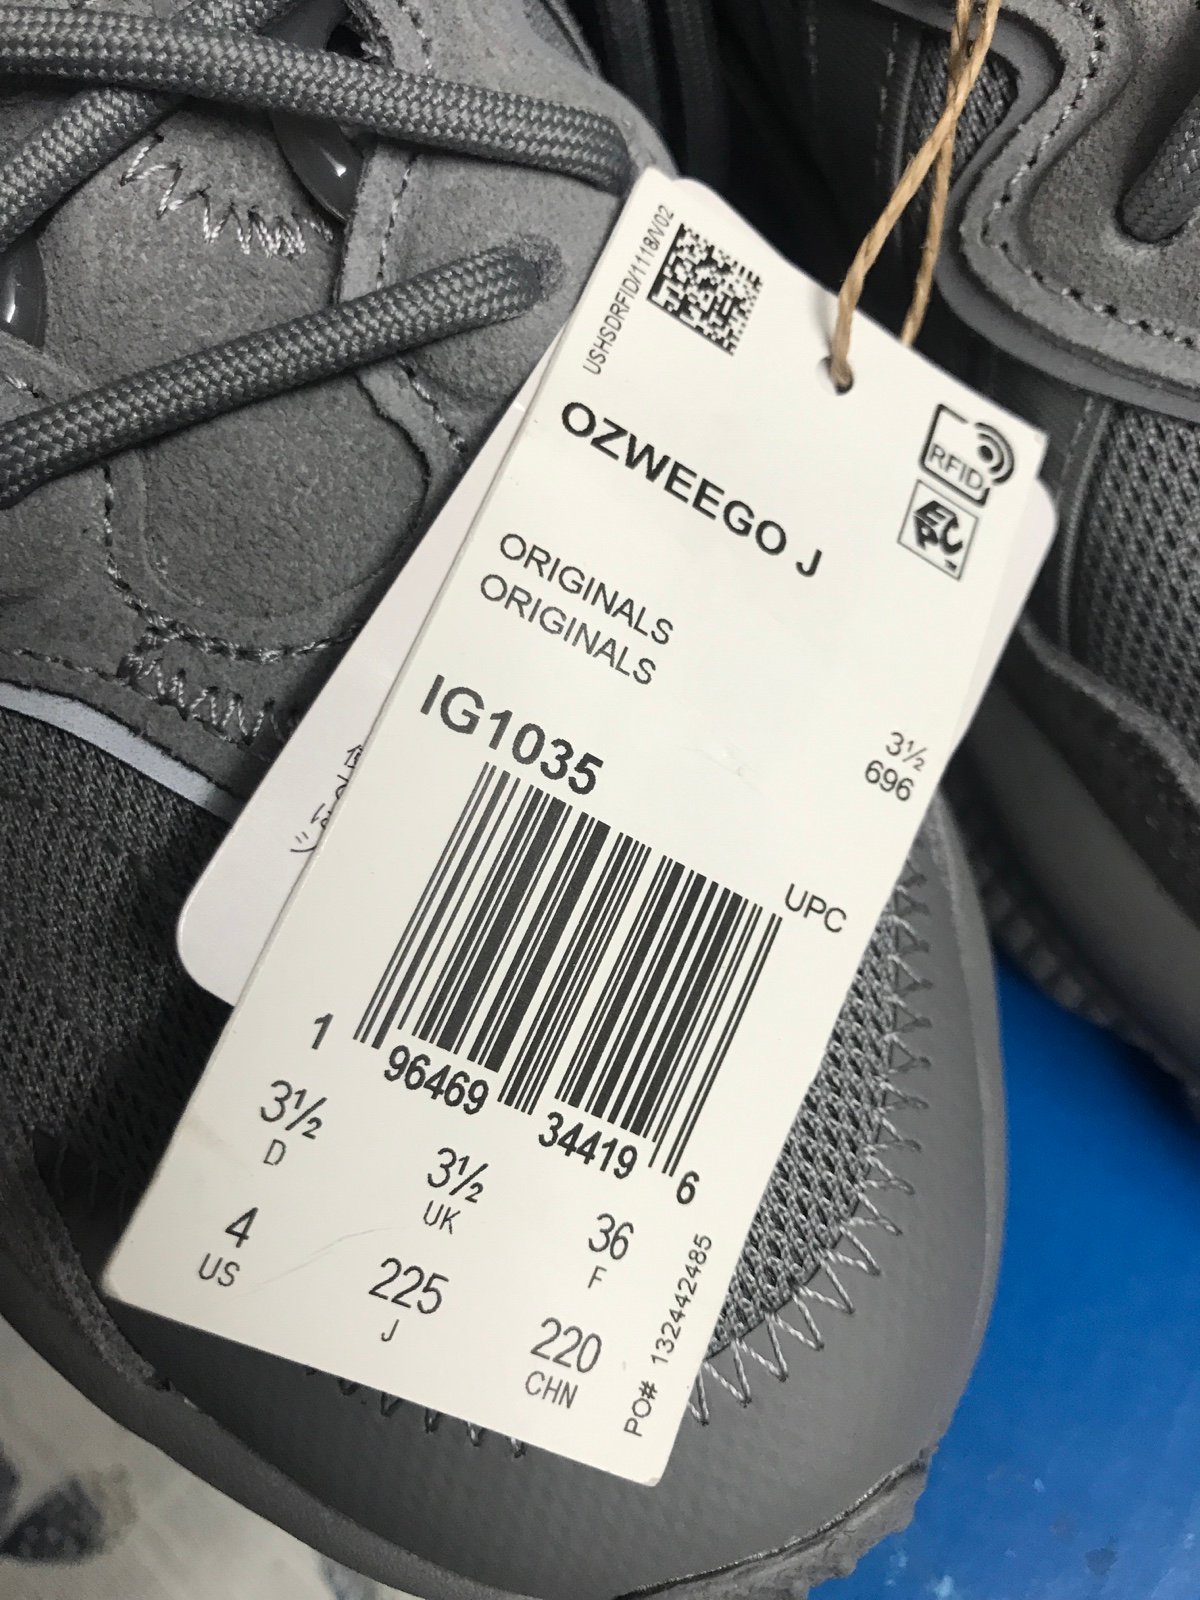 USHSDRFID/1118/V02
RFID
EPC
OZWEEGO J
ORIGINALS
ORIGINALS
IG1035
3½
696
UPC
1 96469 34419 6
3½ 3½ 36
D UK F
4 225 220
US J CHN
PO# 132442485